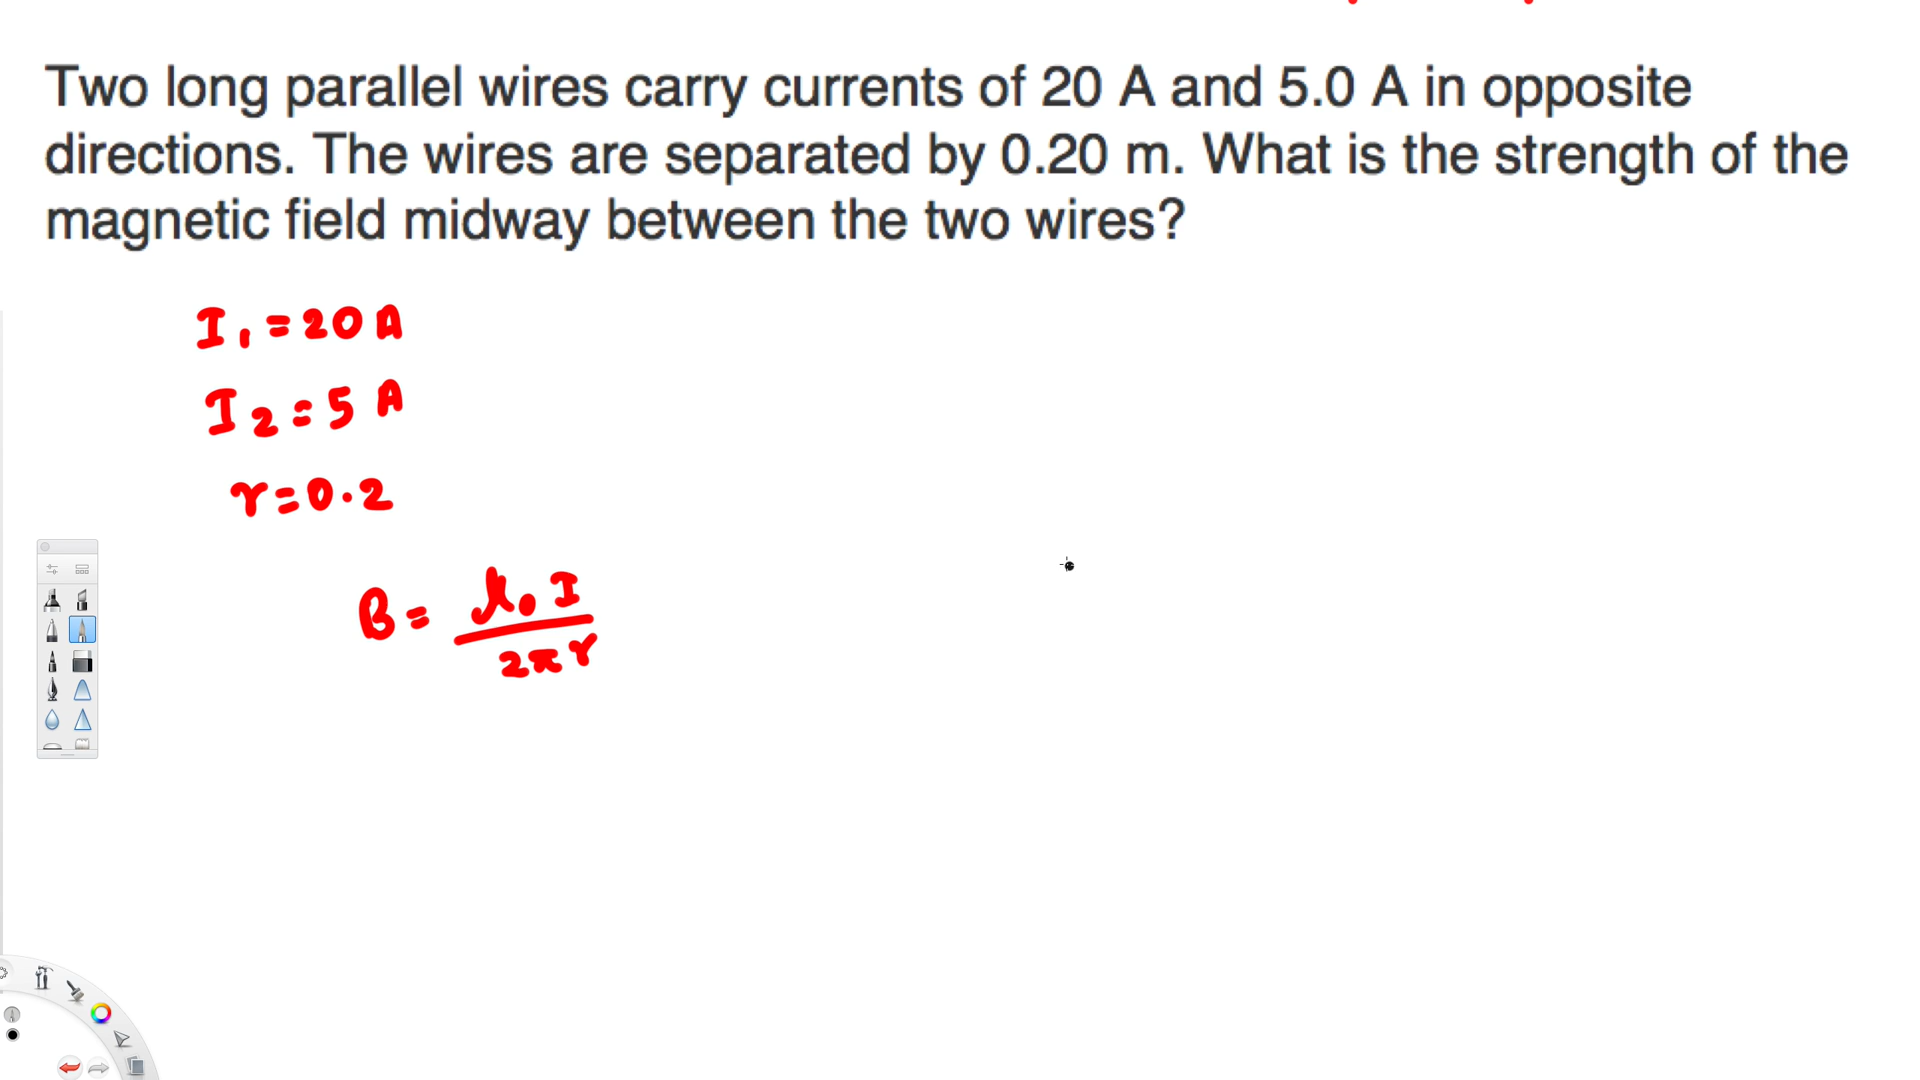 Two long parallel wires carry currents of 20 A and 5.0 A in opposite
directions. The wires are separated by 0.20 m. What is the strength of the
magnetic field midway between the two wires?
I₁ = 20 A
I₂ = 5 A
r = 0.2
B = μ₀ I / 2πr